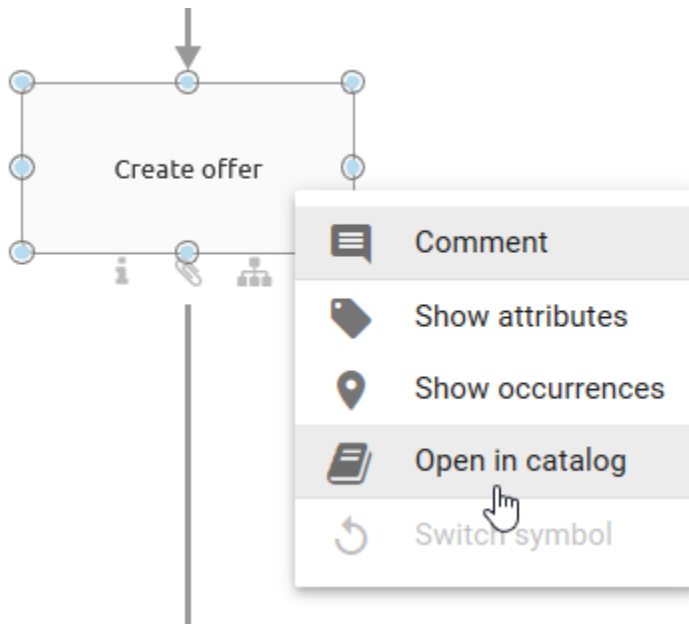 Create offer
Comment
Show attributes
Show occurrences
Open in catalog
Switch symbol